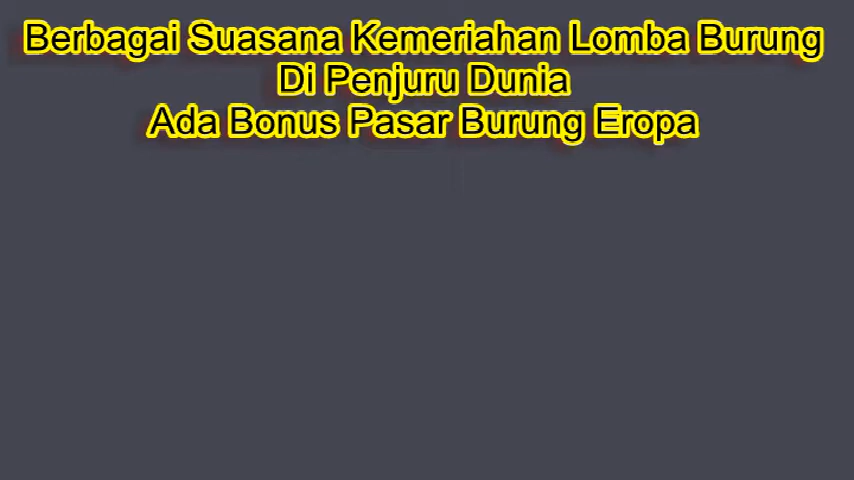 Berbagai Suasana Kemeriahan Lomba Burung
Di Penjuru Dunia
Ada Bonus Pasar Burung Eropa